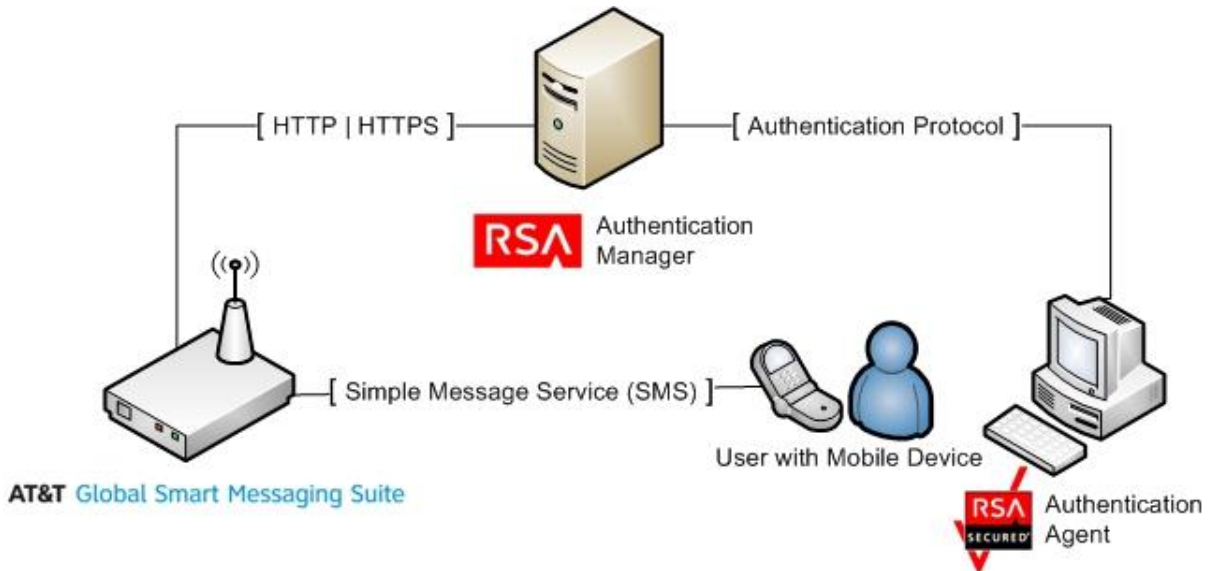 [ HTTP | HTTPS ]
[ Authentication Protocol ]
RSA
Authentication
Manager
((•))
[ Simple Message Service (SMS) ]
User with Mobile Device
AT&T Global Smart Messaging Suite
RSA
SECURED®
Authentication
Agent